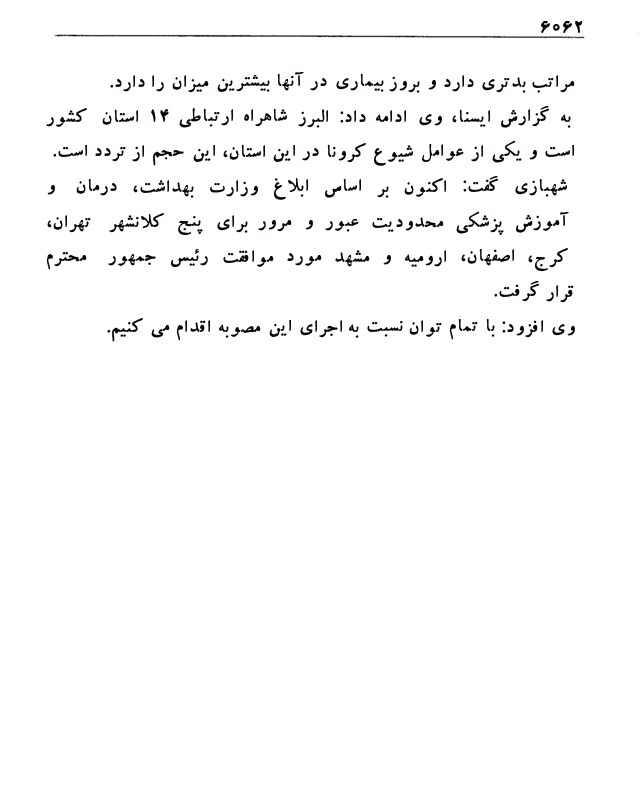 ۶۰۶۲
مراتب بدتری دارد و بروز بیماری در آنها بیشترین میزان را دارد.
به گزارش ایسنا، وی ادامه داد: البرز شاهراه ارتباطی ۱۴ استان کشور
است و یکی از عوامل شیوع کرونا در این استان، این حجم از تردد است.
شهبازی گفت: اکنون بر اساس ابلاغ وزارت بهداشت، درمان و
آموزش پزشکی محدودیت عبور و مرور برای پنج کلانشهر تهران،
کرج، اصفهان، ارومیه و مشهد مورد موافقت رئیس جمهور محترم
قرار گرفت.
وی افزود: با تمام توان نسبت به اجرای این مصوبه اقدام می کنیم.